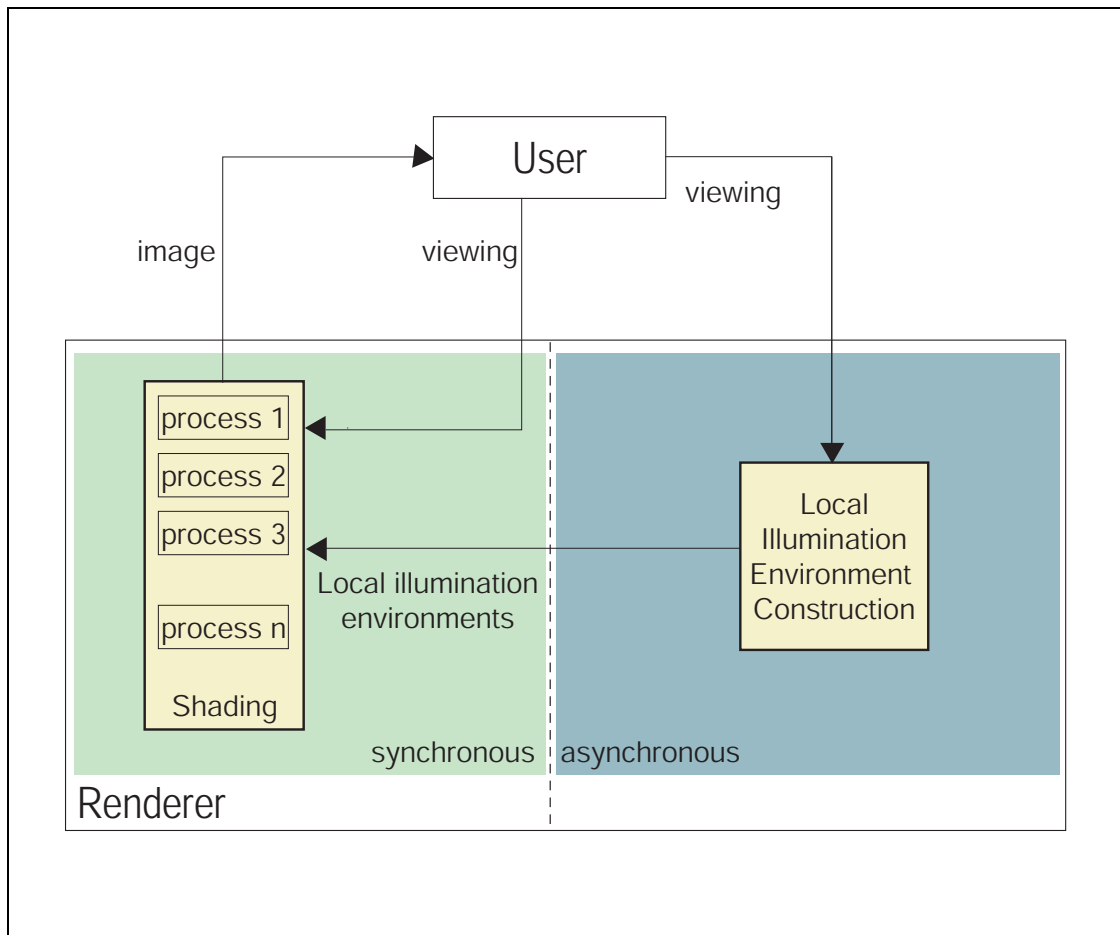 User
viewing
image
viewing
process 1
process 2
process 3
process n
Shading
Local illumination
environments
Local
Illumination
Environment
Construction
synchronous
asynchronous
Renderer